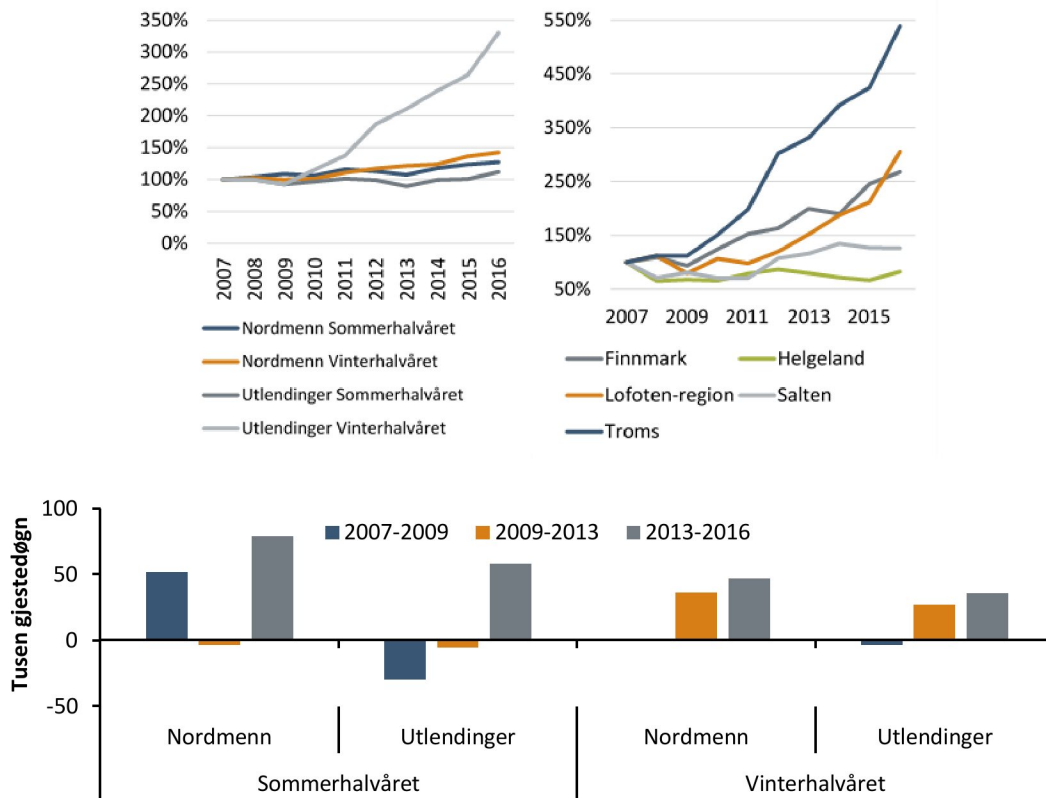 350%
300%
250%
200%
150%
100%
50%
0%
2007
2008
2009
2010
2011
2012
2013
2014
2015
2016
Nordmenn Sommerhalvåret
Nordmenn Vinterhalvåret
Utlendinger Sommerhalvåret
Utlendinger Vinterhalvåret
550%
450%
350%
250%
150%
50%
2007 2009 2011 2013 2015
Finnmark Helgeland
Lofoten-region Salten
Troms
Tusen gjestedøgn
100
50
0
-50
2007-2009 2009-2013 2013-2016
Nordmenn Utlendinger Nordmenn Utlendinger
Sommerhalvåret Vinterhalvåret